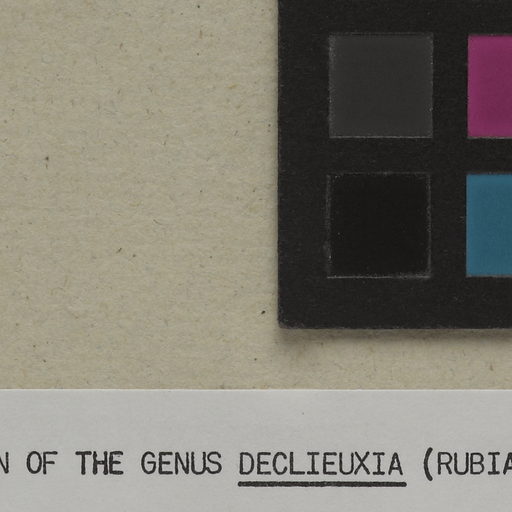 N OF THE GENUS DECLIEUXIA (RUBIA